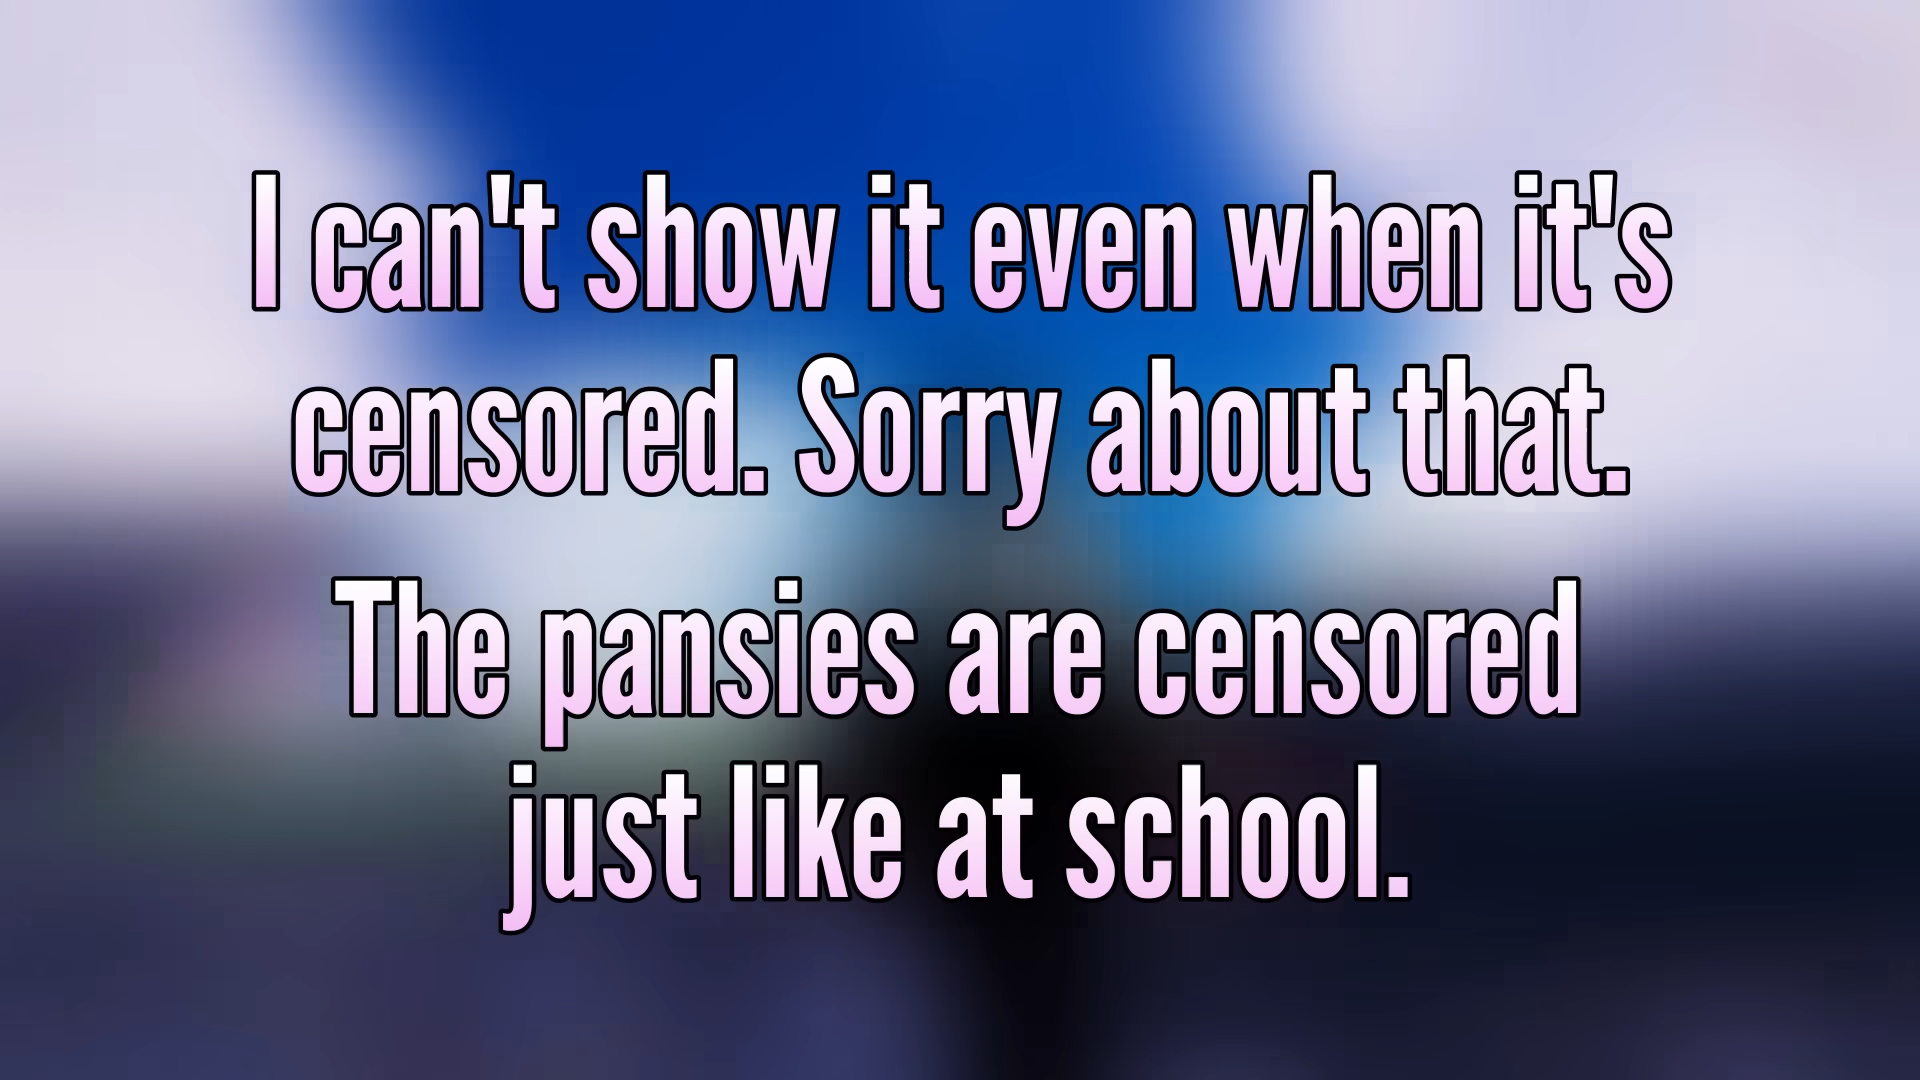 I can't show it even when it's
censored. Sorry about that.
The pansies are censored
just like at school.